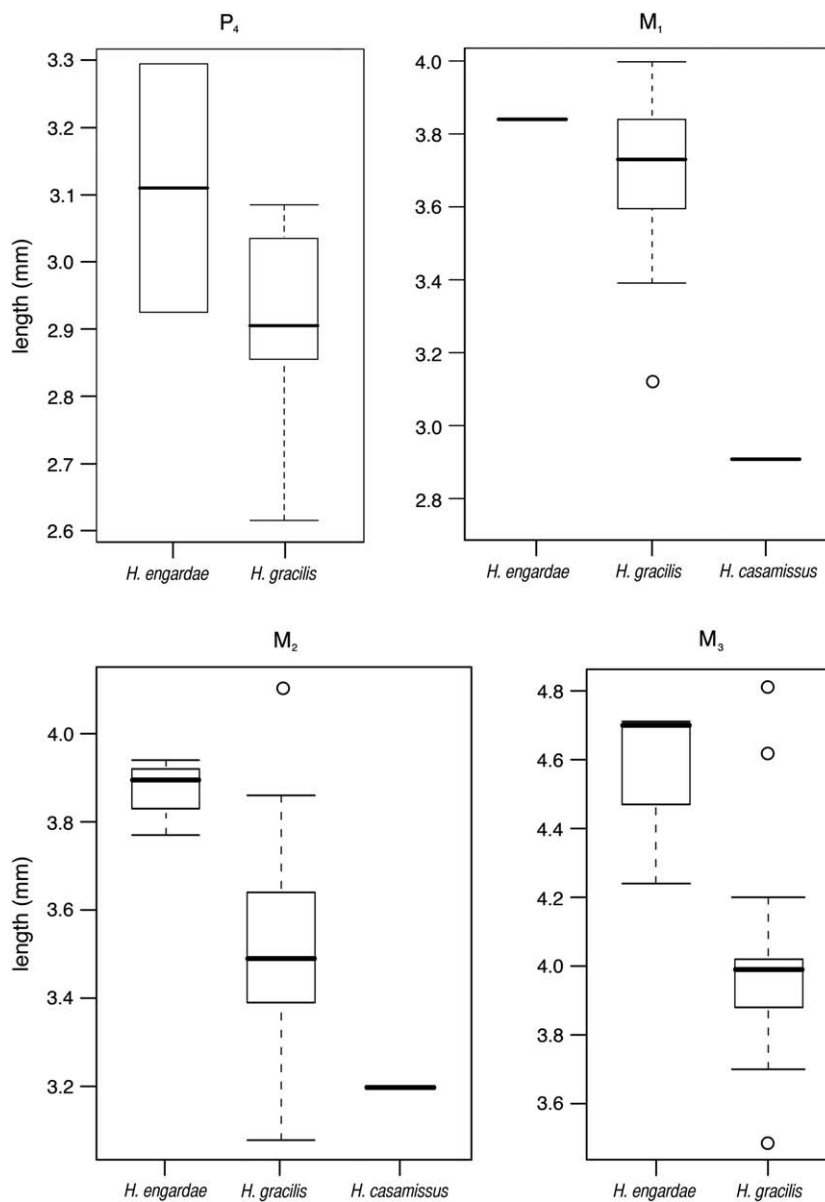 P₄
length (mm)
3.3
3.2
3.1
3.0
2.9
2.8
2.7
2.6
H. engardae
H. gracilis
M₁
4.0
3.8
3.6
3.4
3.2
3.0
2.8
H. engardae
H. gracilis
H. casamissus
M₂
length (mm)
4.0
3.8
3.6
3.4
3.2
H. engardae
H. gracilis
H. casamissus
M₃
4.8
4.6
4.4
4.2
4.0
3.8
3.6
H. engardae
H. gracilis